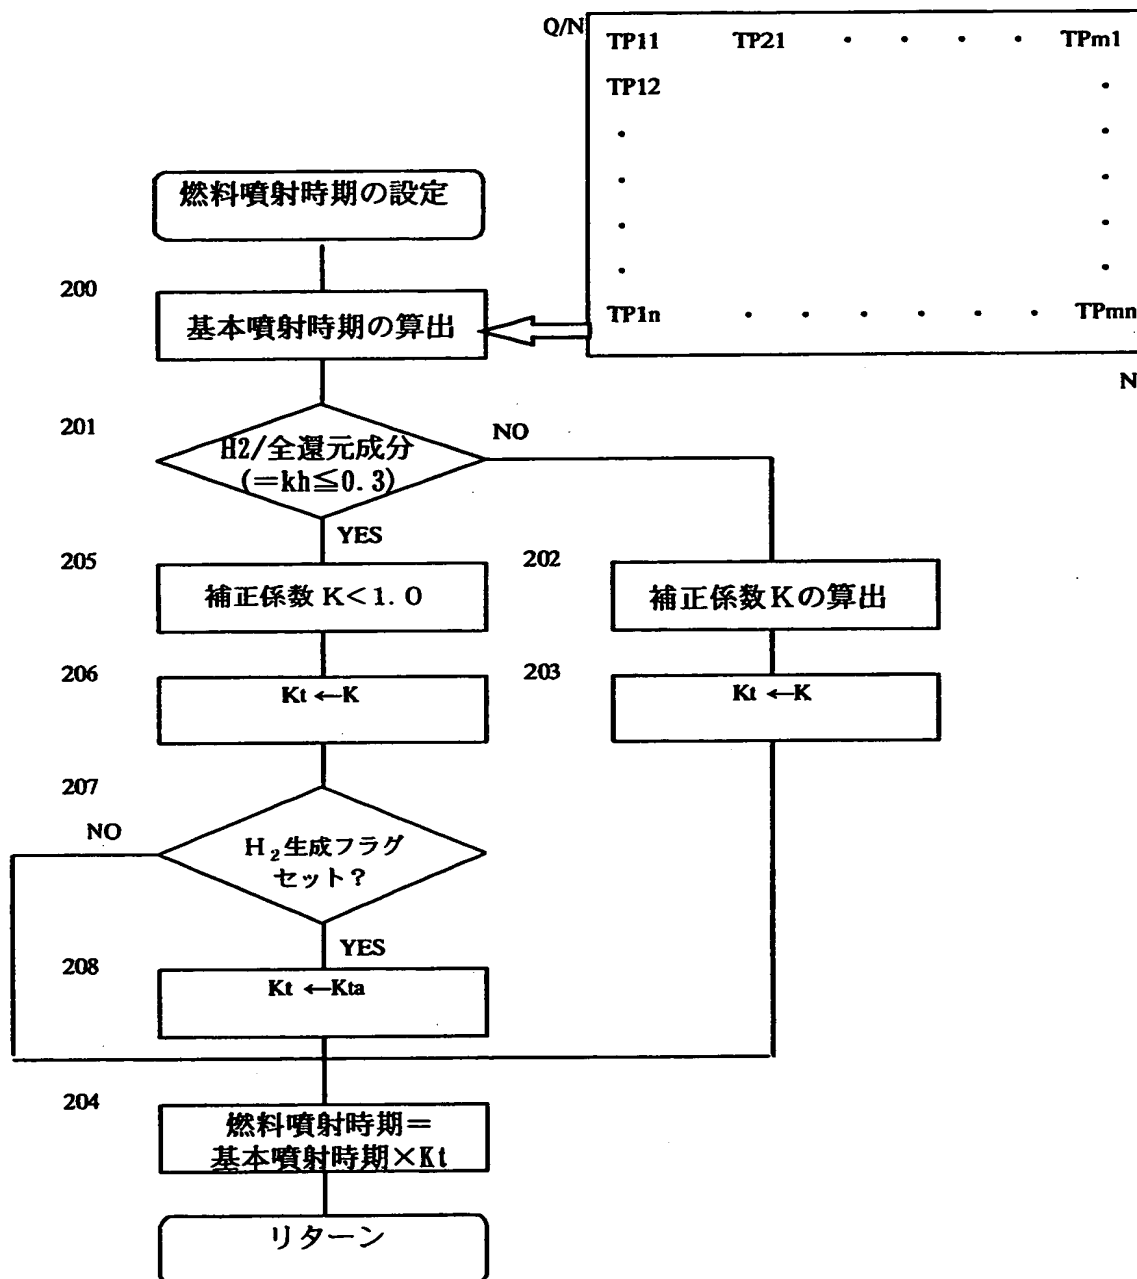 Q/N
TP11 TP21 ・ ・ ・ ・ TPm1
TP12 ・
・ ・
・ ・
・ ・
・ ・
TP1n ・ ・ ・ ・ ・ ・ TPmn
N
燃料噴射時期の設定
200
基本噴射時期の算出
201
H2/全還元成分
(=kh≦0.3)
NO
YES
205
補正係数 K<1.0
202
補正係数Kの算出
206
Kt ←K
203
Kt ←K
207
NO
H₂生成フラグ
セット?
YES
208
Kt ←Kta
204
燃料噴射時期=
基本噴射時期×Kt
リターン